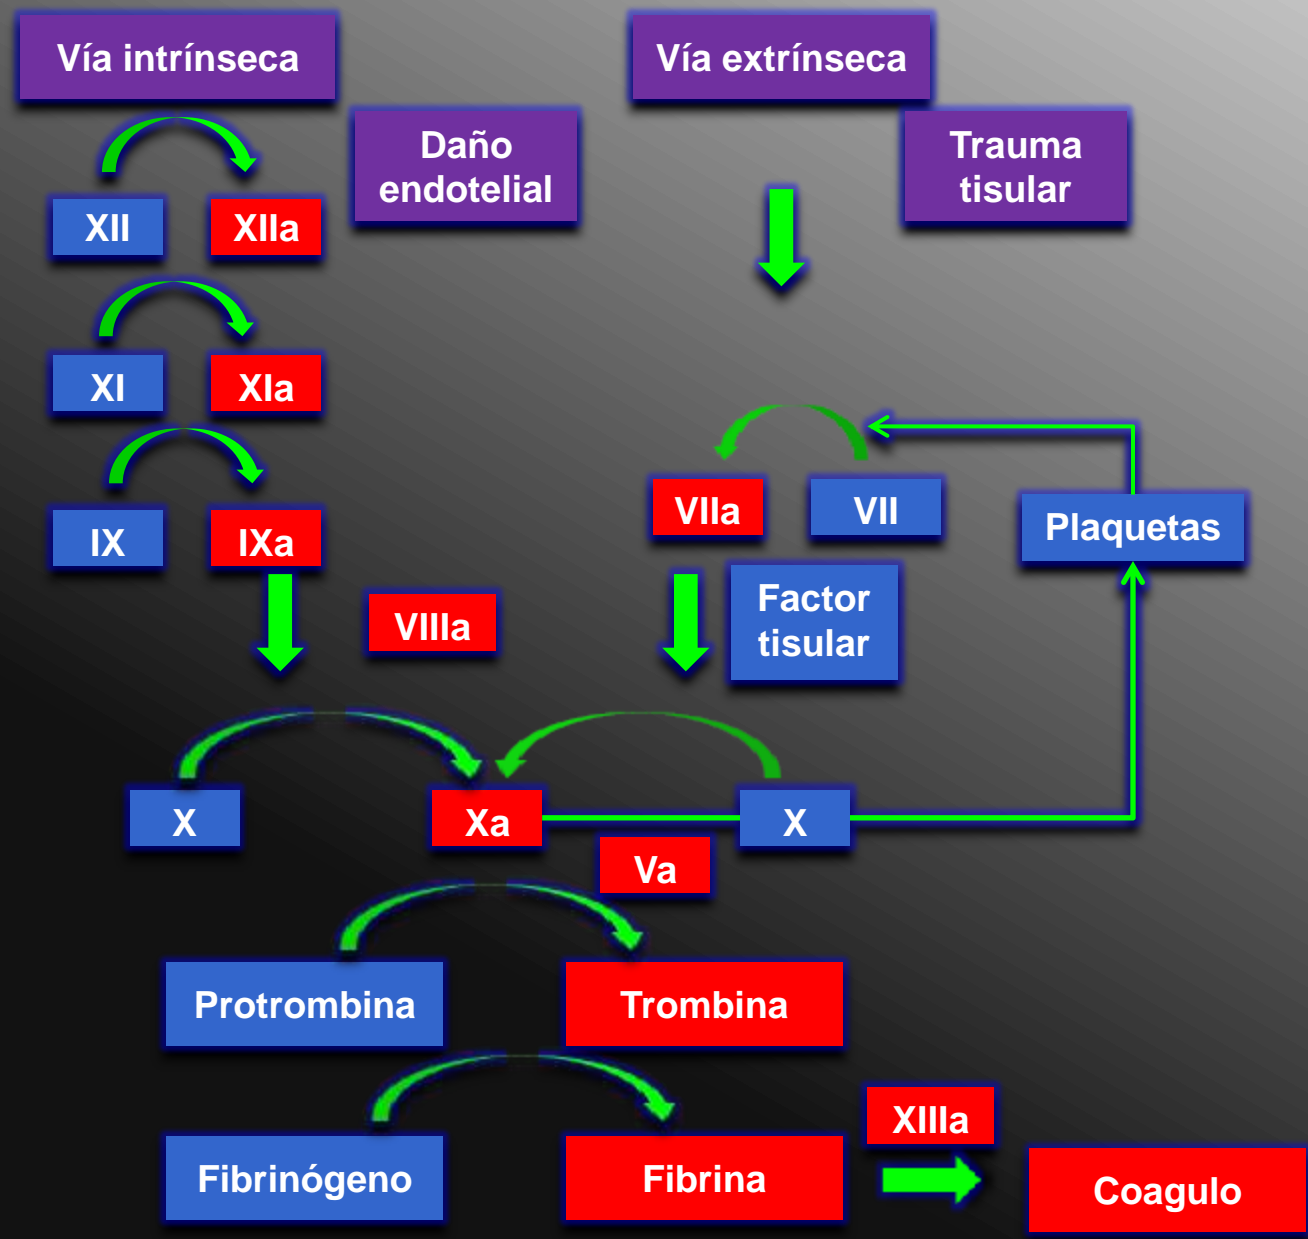 Vía intrínseca
Vía extrínseca
Daño
endotelial
Trauma
tisular
XII
XIIa
XI
XIa
IX
IXa
VIIa
VII
Plaquetas
VIIIa
Factor
tisular
X
Xa
X
Va
Protrombina
Trombina
XIIIa
Fibrinógeno
Fibrina
Coagulo